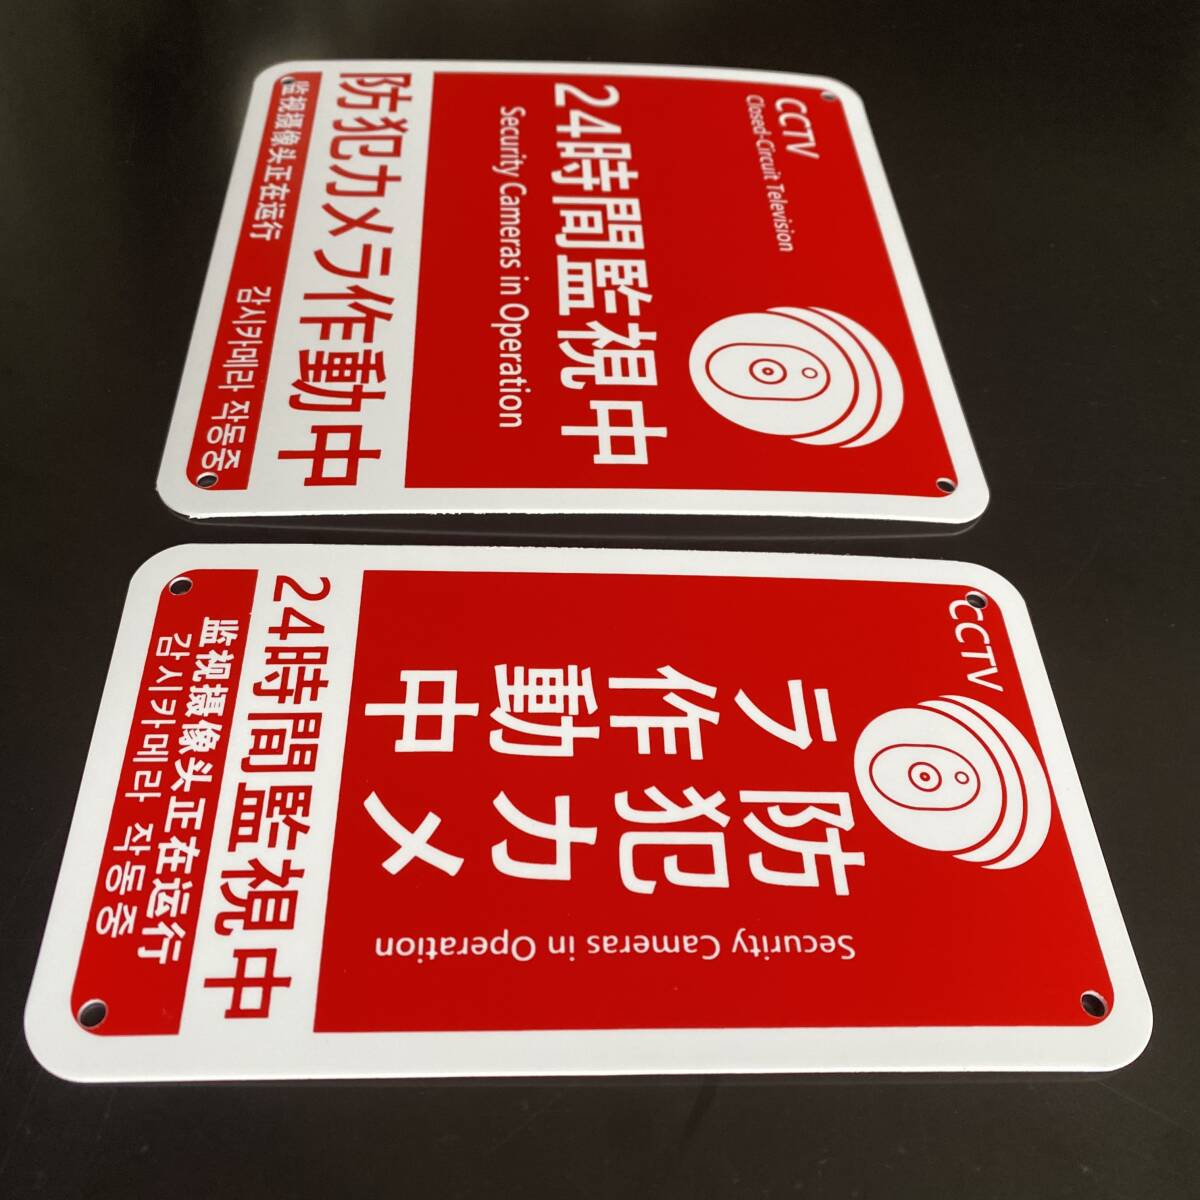 CCTV
Closed-Circuit Television
24時間監視中
Security Cameras in Operation
防犯カメラ作動中
监视摄像头正在运行
감시카메라 작동중
CCTV
Security Cameras in Operation
防犯カメ
ラ作動中
24時間監視中
监视摄像头正在运行
감시카메라 작동중